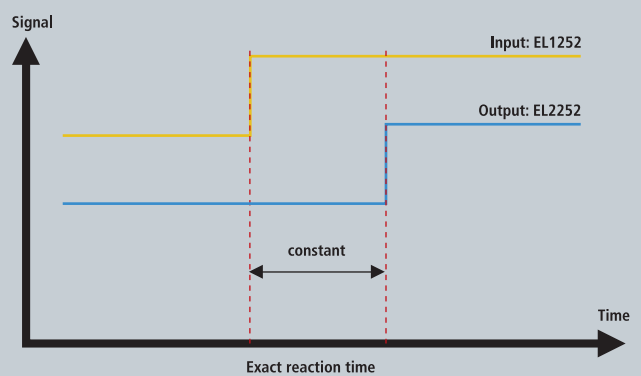 Signal
Input: EL1252
Output: EL2252
constant
Time
Exact reaction time